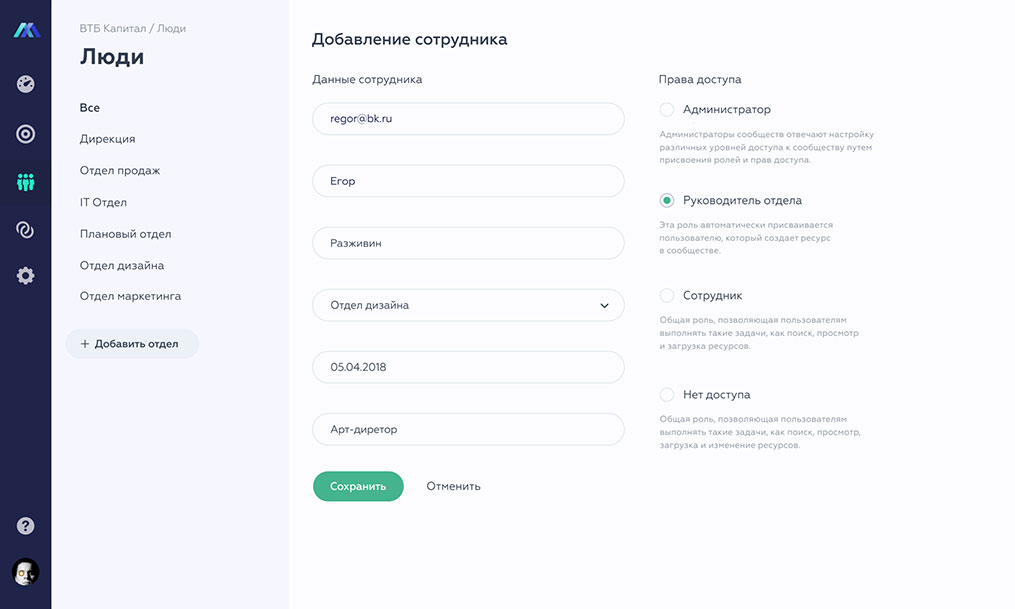 ВТБ Капитал / Люди
Люди
Все
Дирекция
Отдел продаж
IT Отдел
Плановый отдел
Отдел дизайна
Отдел маркетинга
+ Добавить отдел
?
Добавление сотрудника
Данные сотрудника
regor@bk.ru
Егор
Разживин
Отдел дизайна
05.04.2018
Арт-диретор
Сохранить
Отменить
Права доступа
Администратор
Администраторы сообществ отвечают настройку
различных уровней доступа к сообществу путем
присвоения ролей и прав доступа.
Руководитель отдела
Эта роль автоматически присваивается
пользователю, который создает ресурс
в сообществе.
Сотрудник
Общая роль, позволяющая пользователям
выполнять такие задачи, как поиск, просмотр
и загрузка ресурсов.
Нет доступа
Общая роль, позволяющая пользователям
выполнять такие задачи, как поиск, просмотр,
загрузка и изменение ресурсов.